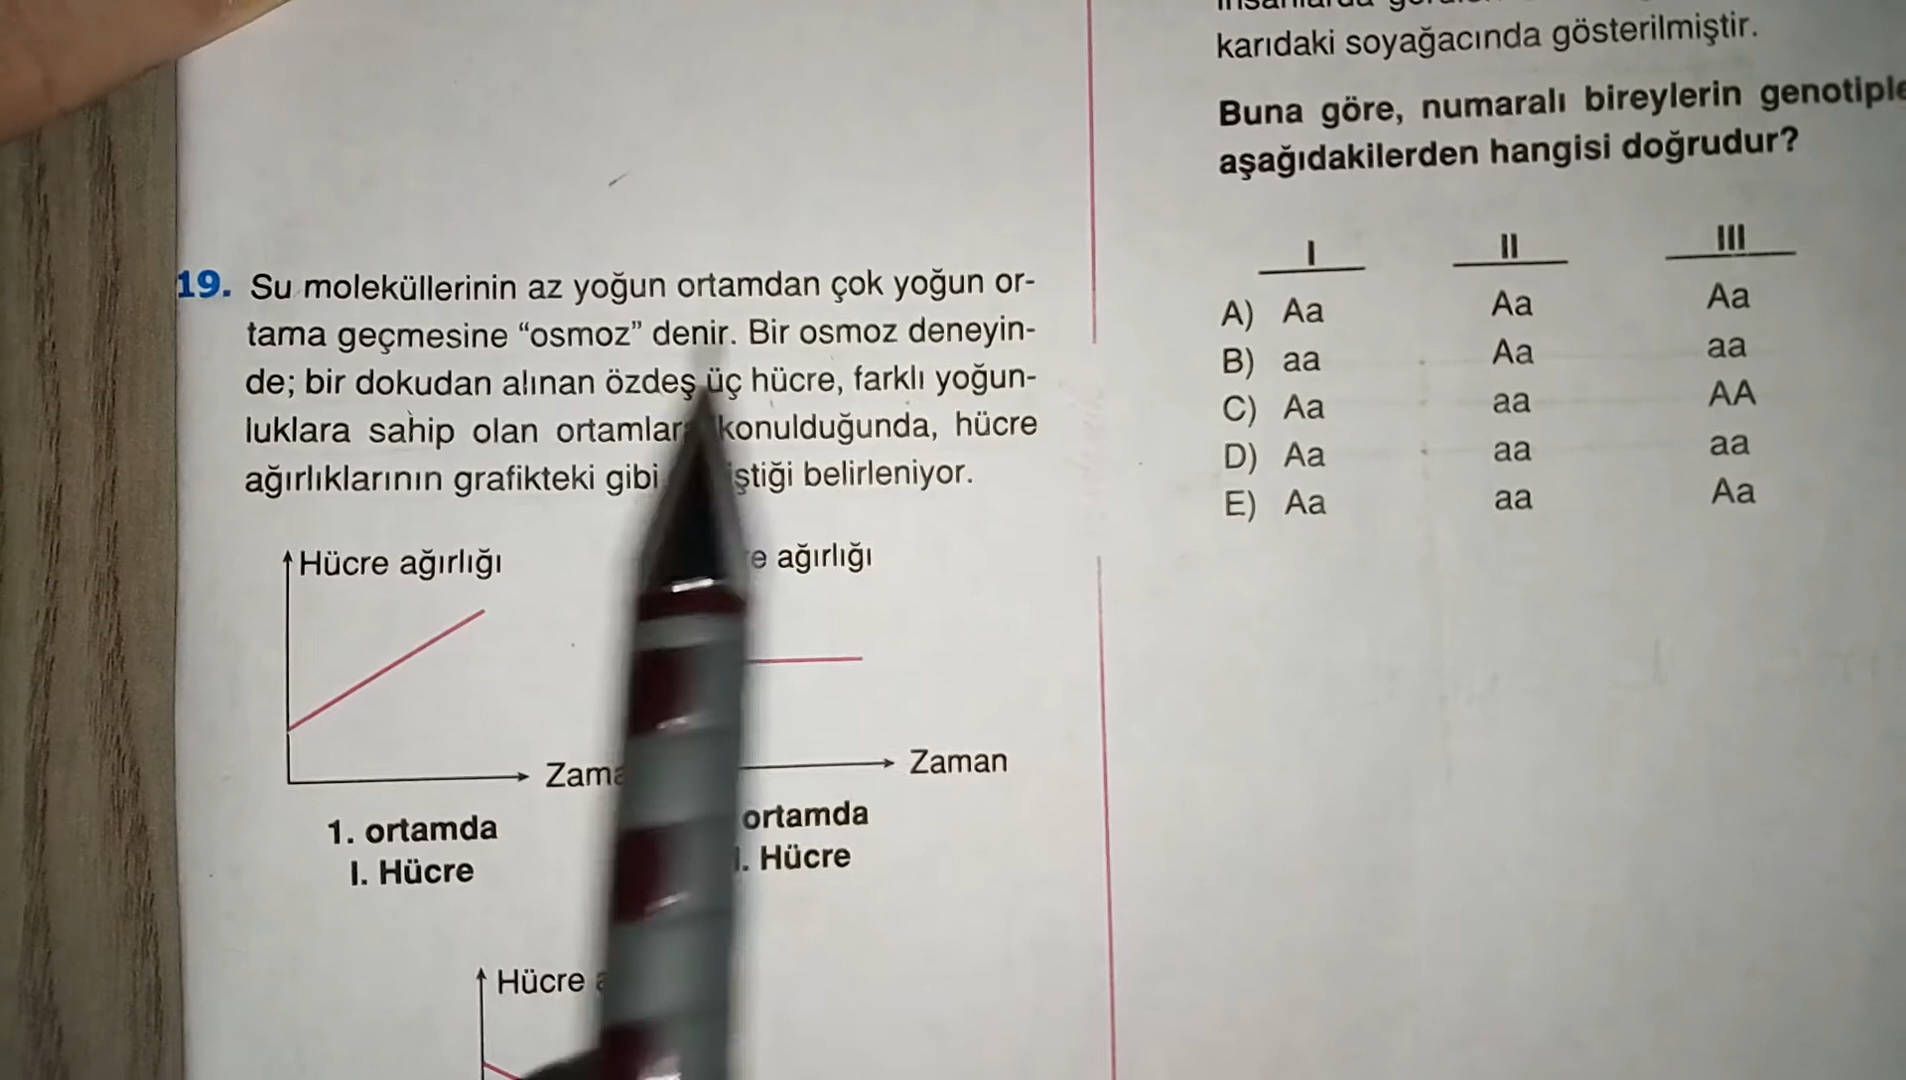 19. Su moleküllerinin az yoğun ortamdan çok yoğun or-
tama geçmesine “osmoz” denir. Bir osmoz deneyin-
de; bir dokudan alınan özdeş üç hücre, farklı yoğun-
luklara sahip olan ortamlar konulduğunda, hücre
ağırlıklarının grafikteki gibi iştiği belirleniyor.
Hücre ağırlığı
e ağırlığı
Zama
Zaman
1. ortamda
I. Hücre
ortamda
I. Hücre
Hücre
karıdaki soyağacında gösterilmiştir.
Buna göre, numaralı bireylerin genotiple
aşağıdakilerden hangisi doğrudur?
I II III
A) Aa Aa Aa
B) aa Aa aa
C) Aa aa AA
D) Aa aa aa
E) Aa aa Aa